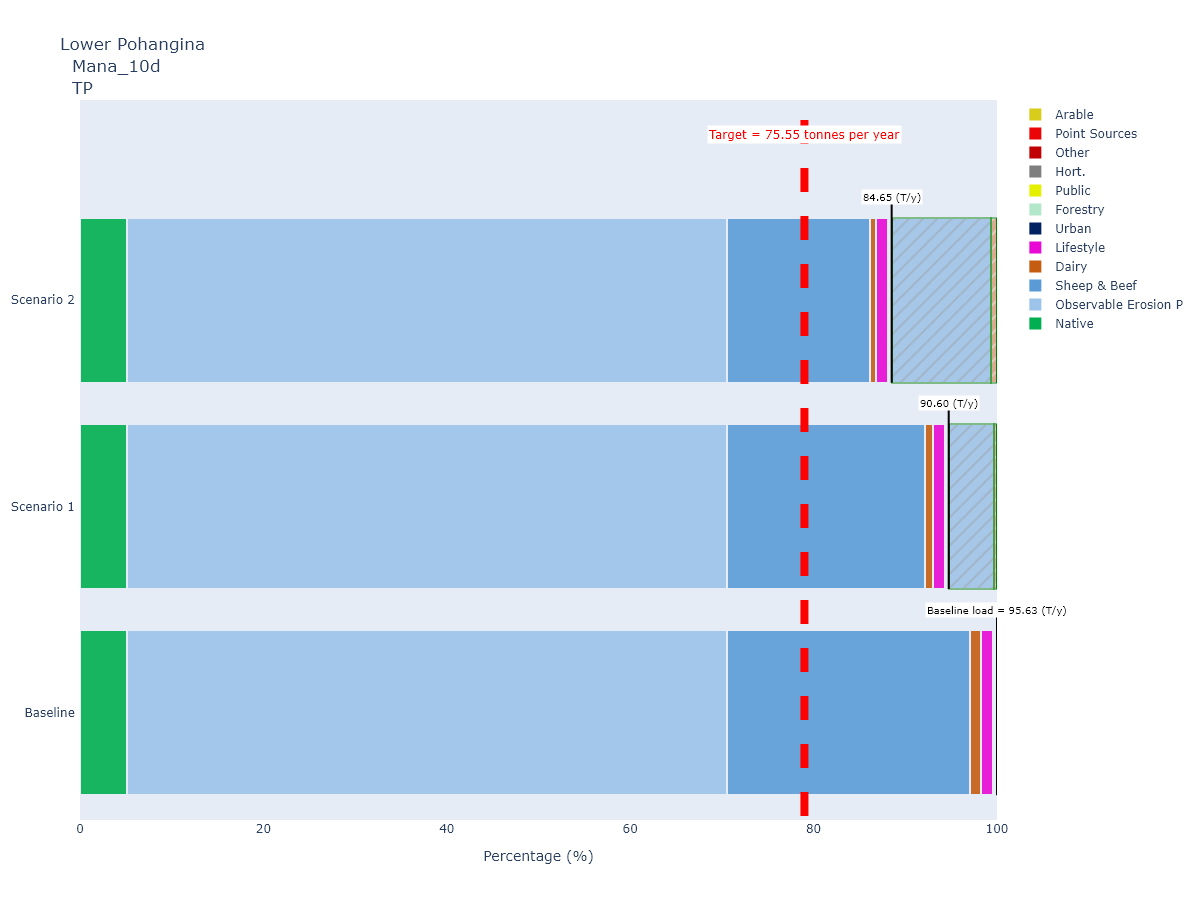 Lower Pohangina
Mana_10d
TP
Target = 75.55 tonnes per year
84.65 (T/y)
Scenario 2
90.60 (T/y)
Scenario 1
Baseline load = 95.63 (T/y)
Baseline
0 20 40 60 80 100
Percentage (%)
Arable
Point Sources
Other
Hort.
Public
Forestry
Urban
Lifestyle
Dairy
Sheep & Beef
Observable Erosion P
Native